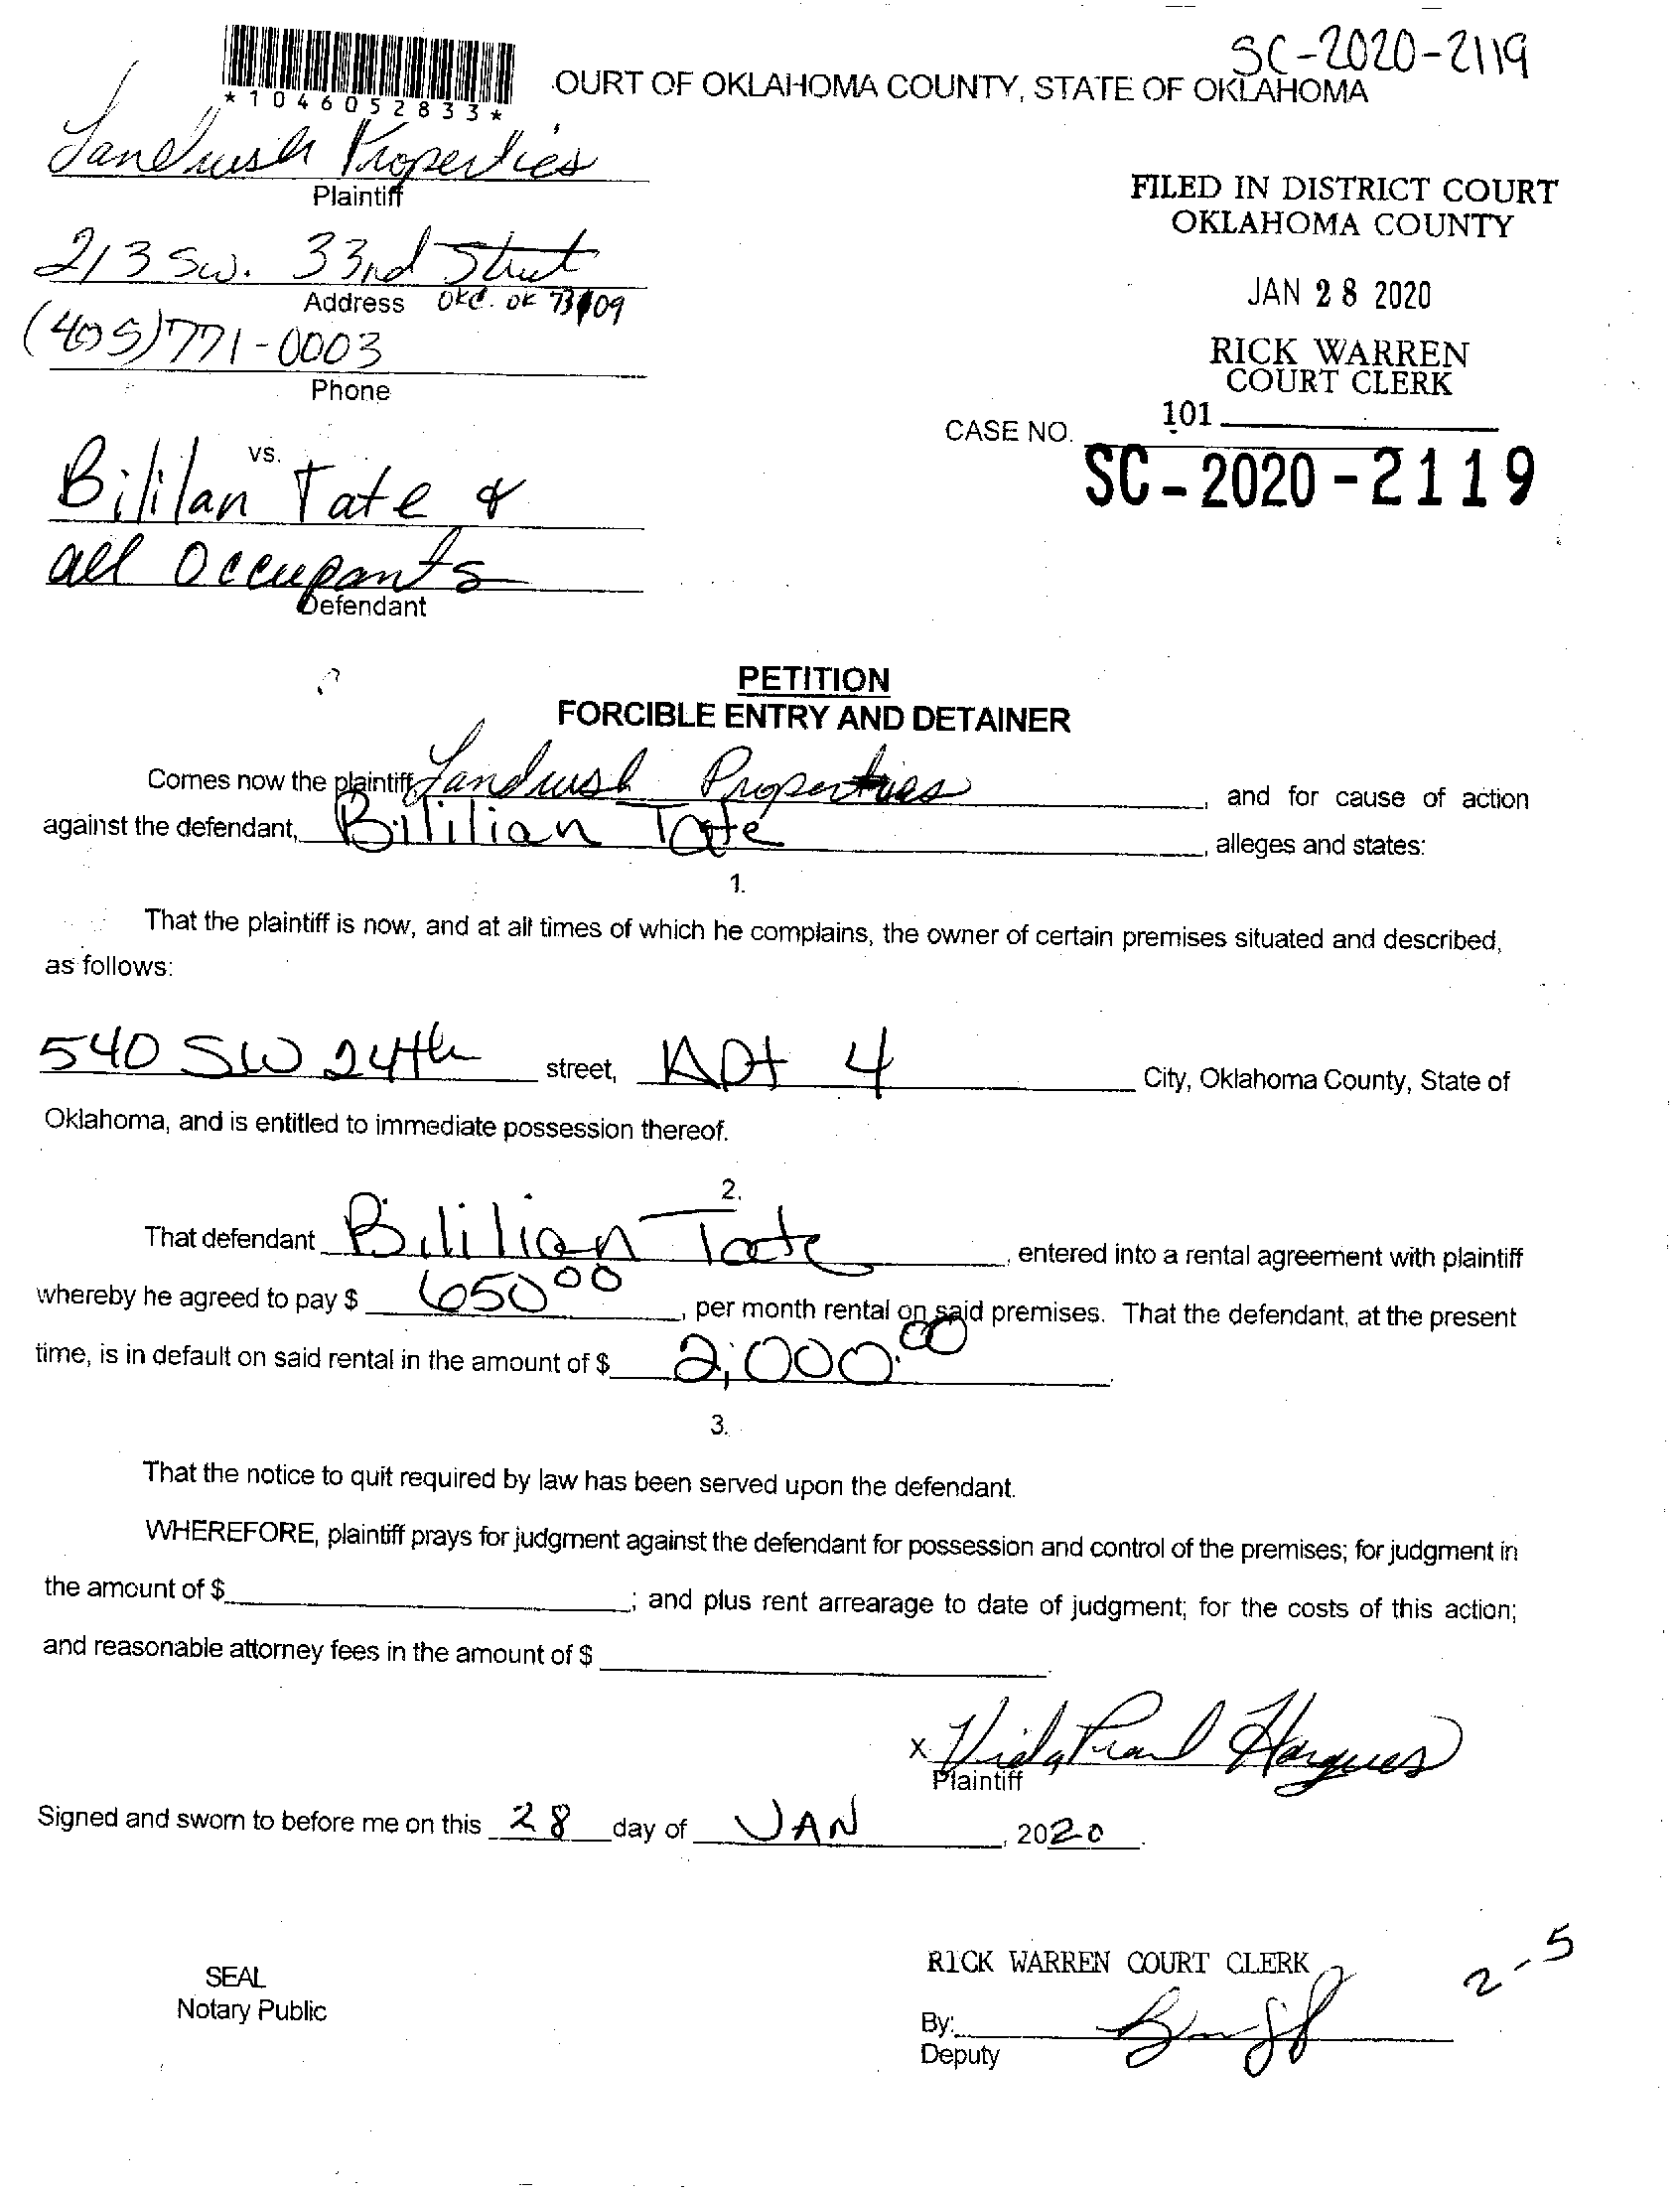 SC-2020-2119
*1046052833*
OURT OF OKLAHOMA COUNTY, STATE OF OKLAHOMA
Landrush Properties
Plaintiff
FILED IN DISTRICT COURT
OKLAHOMA COUNTY
213 SW. 33nd Street
Address OKC. OK 73109
JAN 28 2020
(405)771-0003
Phone
RICK WARREN
COURT CLERK
101
CASE NO.
SC-2020-2119
vs.
Bililan Tate &
all Occupants
Defendant
PETITION
FORCIBLE ENTRY AND DETAINER
Comes now the plaintiff Landrush Properties, and for cause of action
against the defendant, Bililian Tate, alleges and states:
1.
That the plaintiff is now, and at all times of which he complains, the owner of certain premises situated and described,
as follows:
540 SW 24th street, Apt 4 City, Oklahoma County, State of
Oklahoma, and is entitled to immediate possession thereof.
2.
That defendant Bililian Tate, entered into a rental agreement with plaintiff
whereby he agreed to pay $ 650 00, per month rental on said premises. That the defendant, at the present
time, is in default on said rental in the amount of $ 2,000.00.
3.
That the notice to quit required by law has been served upon the defendant.
WHEREFORE, plaintiff prays for judgment against the defendant for possession and control of the premises; for judgment in
the amount of $ ; and plus rent arrearage to date of judgment; for the costs of this action;
and reasonable attorney fees in the amount of $ .
x Vida Pearl Hargues
Plaintiff
Signed and sworn to before me on this 28 day of JAN, 2020.
2-5
SEAL
Notary Public
RICK WARREN COURT CLERK
By:
Deputy